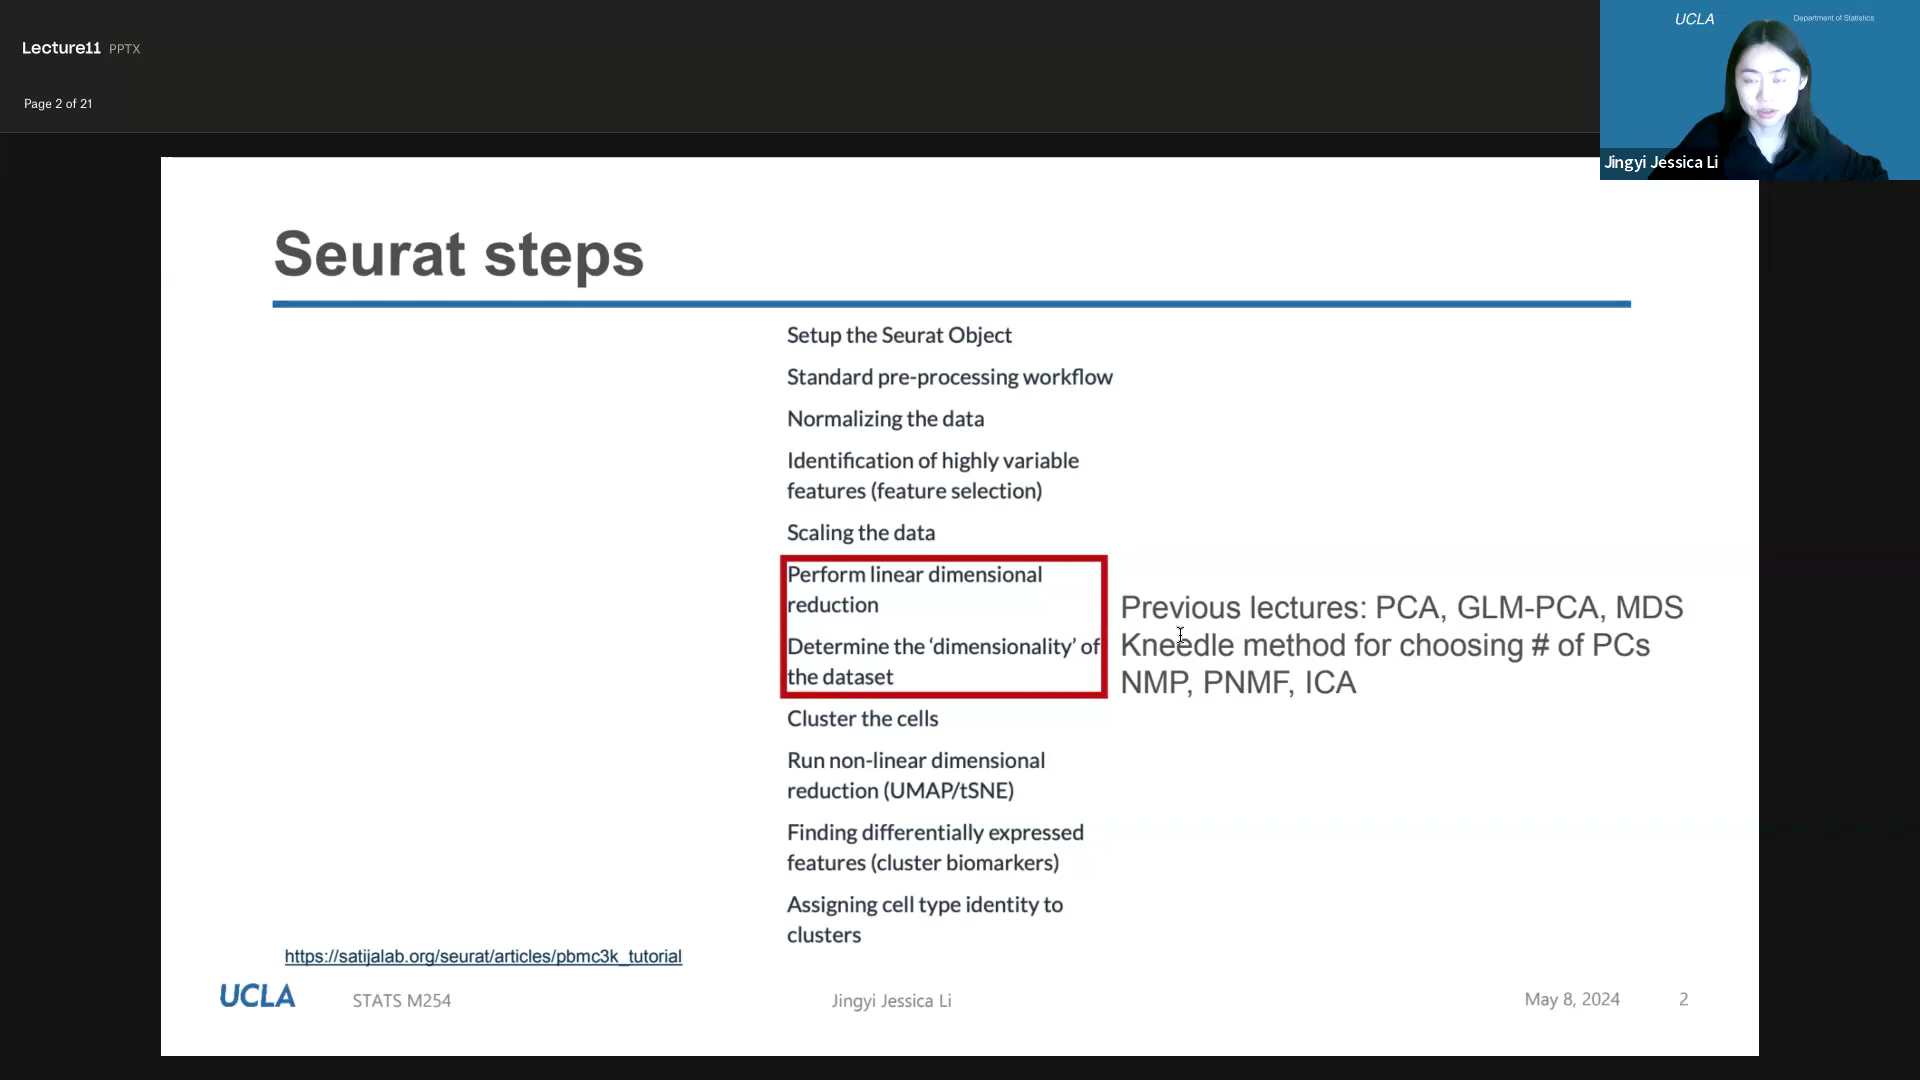 Lecture11 PPTX
Page 2 of 21
UCLA Department of Statistics
Jingyi Jessica Li
Seurat steps
Setup the Seurat Object
Standard pre-processing workflow
Normalizing the data
Identification of highly variable
features (feature selection)
Scaling the data
Perform linear dimensional
reduction
Determine the ‘dimensionality’ of
the dataset
Previous lectures: PCA, GLM-PCA, MDS
Kneedle method for choosing # of PCs
NMP, PNMF, ICA
Cluster the cells
Run non-linear dimensional
reduction (UMAP/tSNE)
Finding differentially expressed
features (cluster biomarkers)
Assigning cell type identity to
clusters
https://satijalab.org/seurat/articles/pbmc3k_tutorial
UCLA STATS M254 Jingyi Jessica Li May 8, 2024 2